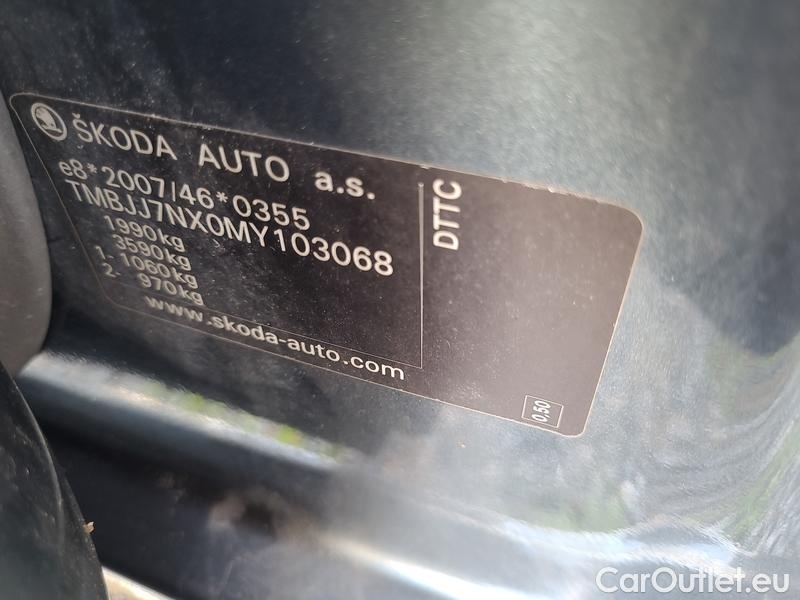 ŠKODA AUTO a.s.
e8*2007/46*0355
TMBJJ7NX0MY103068
1990kg
3590kg
1- 1060kg
2- 970kg
www.skoda-auto.com
DTTC
0,50
CarOutlet.eu